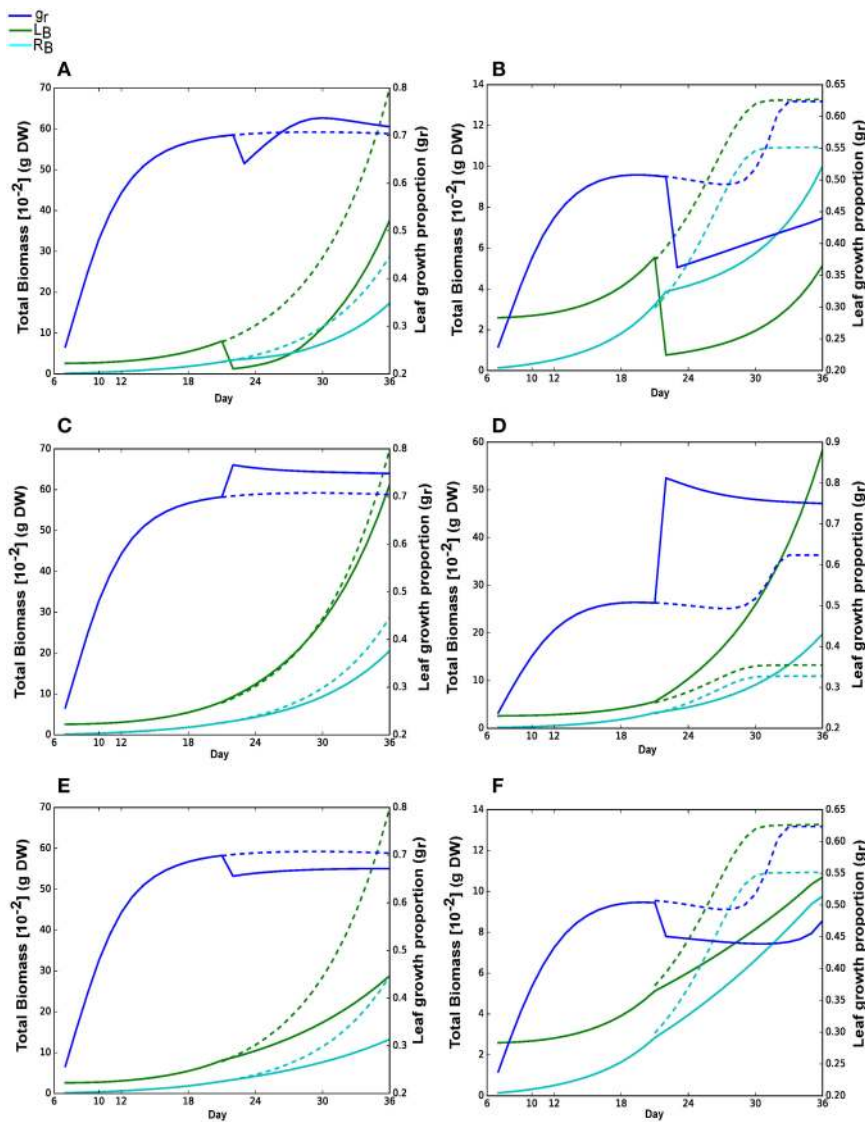 gr
LB
RB
A
B
Total Biomass [10⁻²] (g DW)
70
60
50
40
30
20
10
0
0.8
0.7
0.6
0.5
0.4
0.3
0.2
Leaf growth proportion (gr)
6 10 12 18 24 30 36
Day
Total Biomass [10⁻²] (g DW)
14
12
10
8
6
4
2
0
0.65
0.60
0.55
0.50
0.45
0.40
0.35
0.30
0.25
0.20
Leaf growth proportion (gr)
6 10 12 18 24 30 36
Day
C
D
Total Biomass [10⁻²] (g DW)
70
60
50
40
30
20
10
0
0.8
0.7
0.6
0.5
0.4
0.3
0.2
Leaf growth proportion (gr)
6 10 12 18 24 30 36
Day
Total Biomass [10⁻²] (g DW)
60
50
40
30
20
10
0
0.9
0.8
0.7
0.6
0.5
0.4
0.3
0.2
Leaf growth proportion (gr)
6 10 12 18 24 30 36
Day
E
F
Total Biomass [10⁻²] (g DW)
70
60
50
40
30
20
10
0
0.8
0.7
0.6
0.5
0.4
0.3
0.2
Leaf growth proportion (gr)
6 10 12 18 24 30 36
Day
Total Biomass [10⁻²] (g DW)
14
12
10
8
6
4
2
0
0.65
0.60
0.55
0.50
0.45
0.40
0.35
0.30
0.25
0.20
Leaf growth proportion (gr)
6 10 12 18 24 30 36
Day